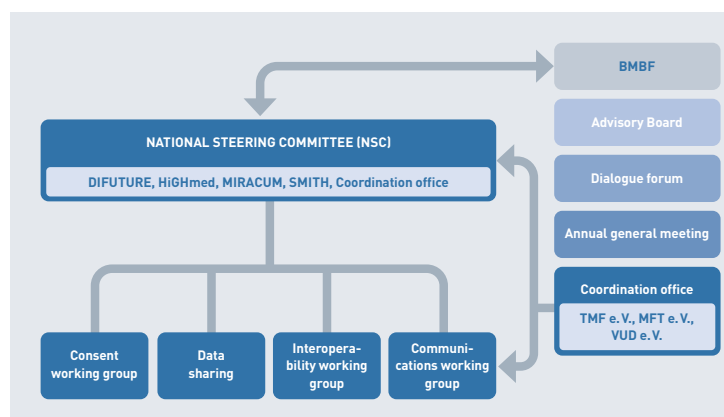 BMBF
Advisory Board
NATIONAL STEERING COMMITTEE (NSC)
DIFUTURE, HiGHmed, MIRACUM, SMITH, Coordination office
Dialogue forum
Annual general meeting
Coordination office
TMF e. V., MFT e. V.,
VUD e. V.
Consent
working group
Data
sharing
Interopera-
bility working
group
Communi-
cations working
group